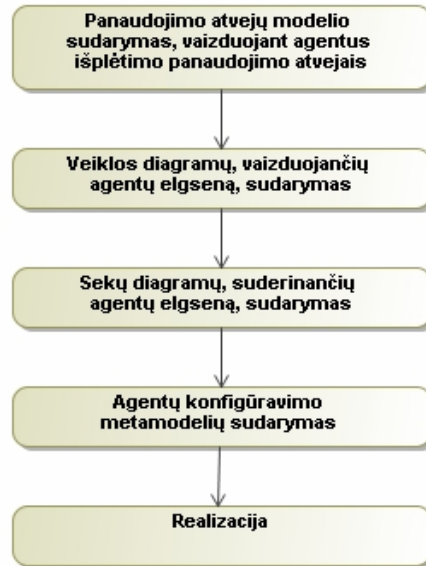 Panaudojimo atvejų modelio
sudarymas, vaizduojant agentus
išplėtimo panaudojimo atvejais
Veiklos diagramų, vaizduojančių
agentų elgseną, sudarymas
Sekų diagramų, suderinančių
agentų elgseną, sudarymas
Agentų konfigūravimo
metamodelių sudarymas
Realizacija